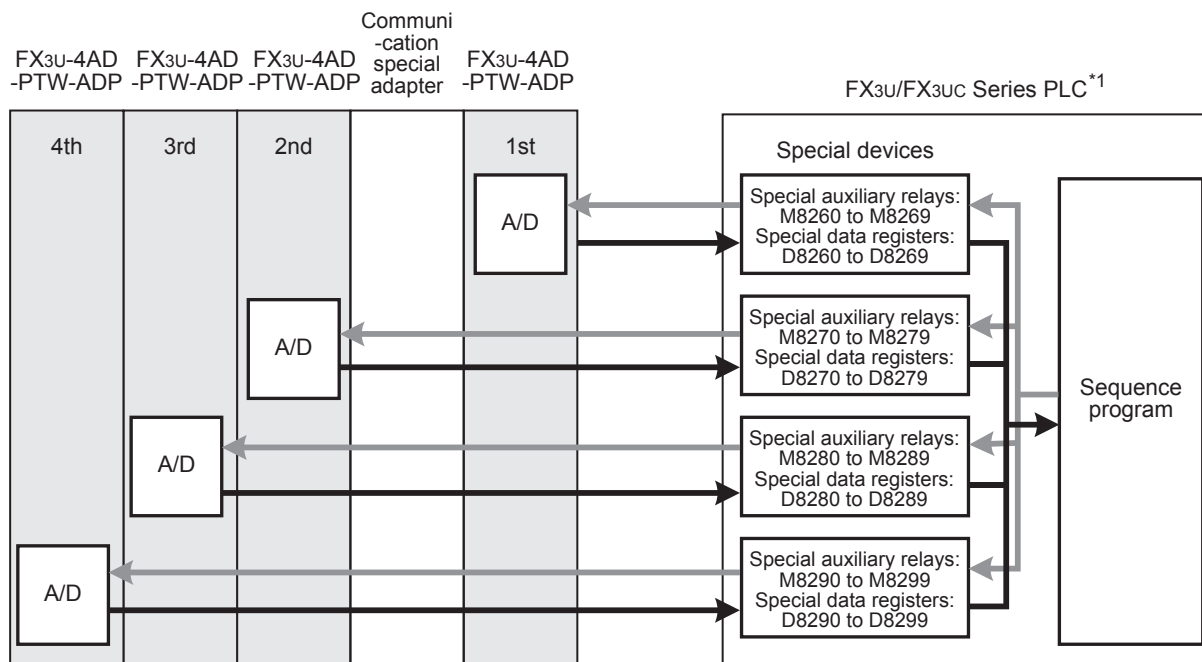 FX3U-4AD
-PTW-ADP
FX3U-4AD
-PTW-ADP
FX3U-4AD
-PTW-ADP
Communi
-cation
special
adapter
FX3U-4AD
-PTW-ADP
FX3U/FX3UC Series PLC*1
4th
3rd
2nd
1st
Special devices
A/D
Special auxiliary relays:
M8260 to M8269
Special data registers:
D8260 to D8269
A/D
Special auxiliary relays:
M8270 to M8279
Special data registers:
D8270 to D8279
A/D
Special auxiliary relays:
M8280 to M8289
Special data registers:
D8280 to D8289
A/D
Special auxiliary relays:
M8290 to M8299
Special data registers:
D8290 to D8299
Sequence
program